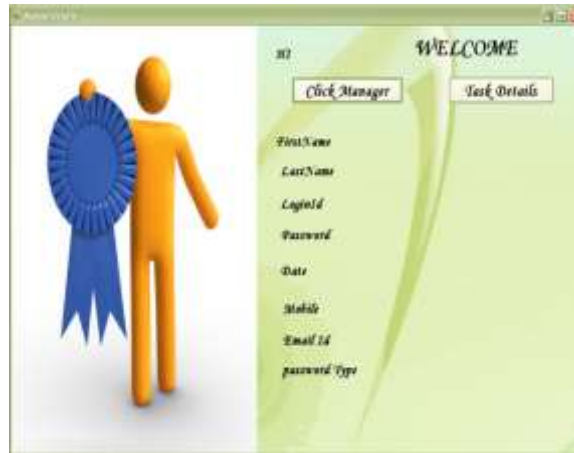 HI
WELCOME
Click Manager
Task Details
FirstName
LastName
LoginId
Password
Date
Mobile
Email Id
password Type